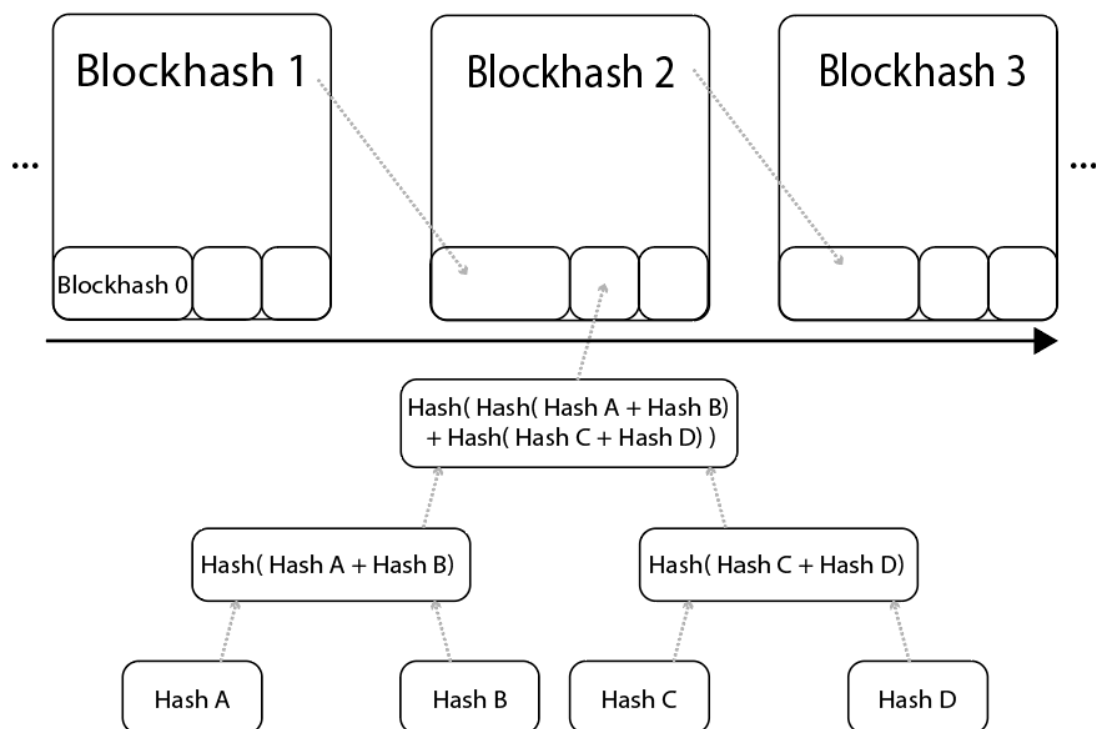 Blockhash 1
Blockhash 2
Blockhash 3
...
...
Blockhash 0
Hash( Hash( Hash A + Hash B)
+ Hash( Hash C + Hash D) )
Hash( Hash A + Hash B)
Hash( Hash C + Hash D)
Hash A
Hash B
Hash C
Hash D